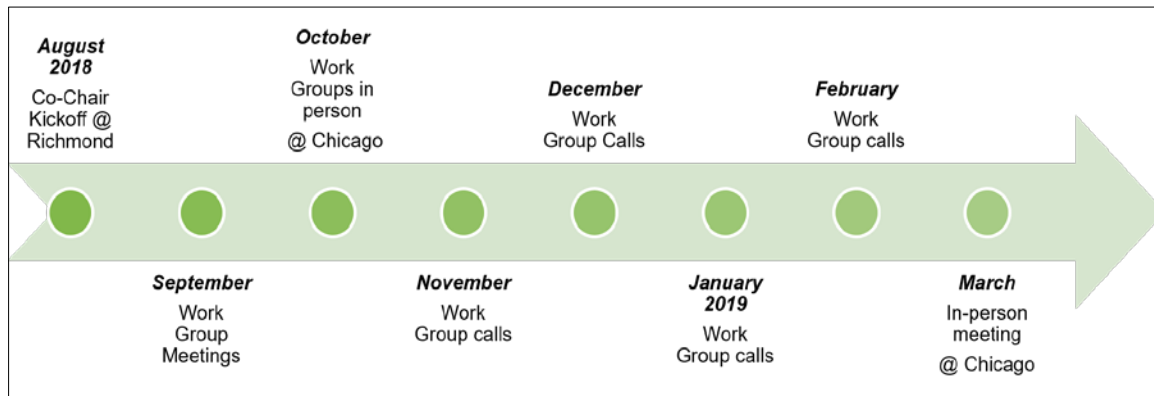 August
2018
Co-Chair
Kickoff @
Richmond
September
Work
Group
Meetings
October
Work
Groups in
person
@ Chicago
November
Work
Group calls
December
Work
Group Calls
January
2019
Work
Group calls
February
Work
Group calls
March
In-person
meeting
@ Chicago